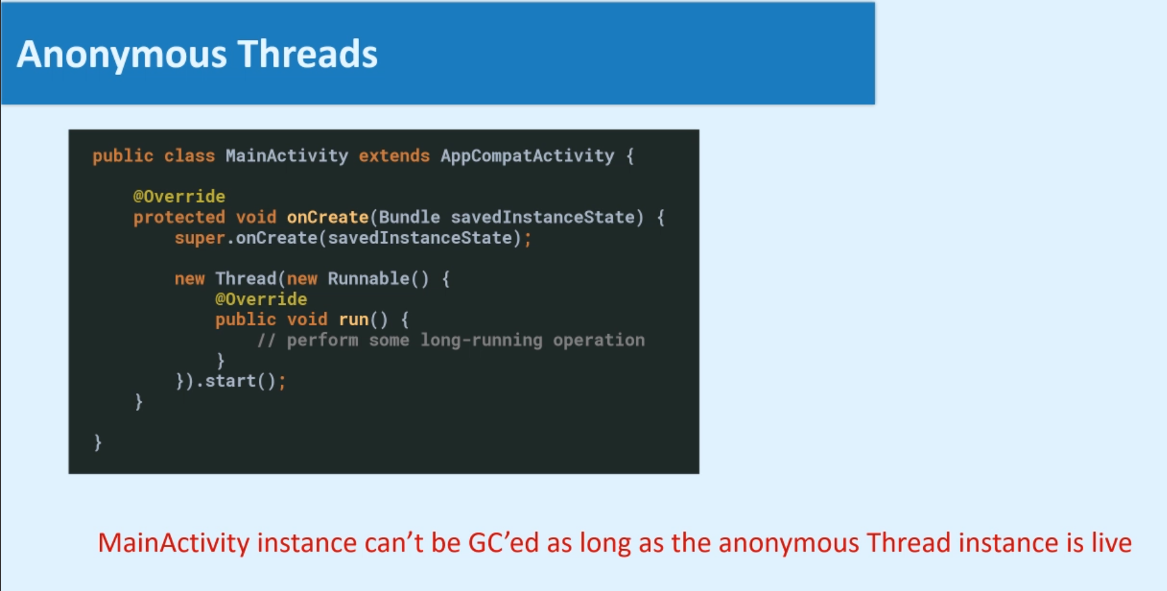 Anonymous Threads
public class MainActivity extends AppCompatActivity {
@Override
protected void onCreate(Bundle savedInstanceState) {
super.onCreate(savedInstanceState);
new Thread(new Runnable() {
@Override
public void run() {
// perform some long-running operation
}
}).start();
}
}
MainActivity instance can’t be GC’ed as long as the anonymous Thread instance is live